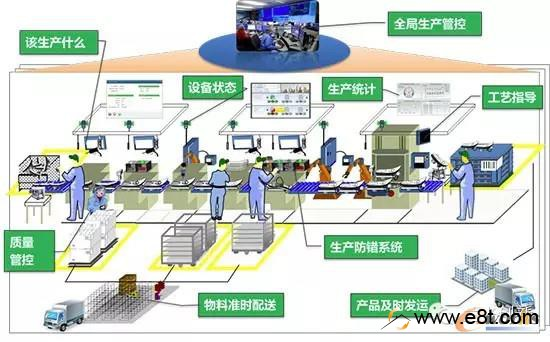 全局生产管控
该生产什么
设备状态
生产统计
工艺指导
质量
管控
生产防错系统
物料准时配送
产品及时发运
www.e8t.com